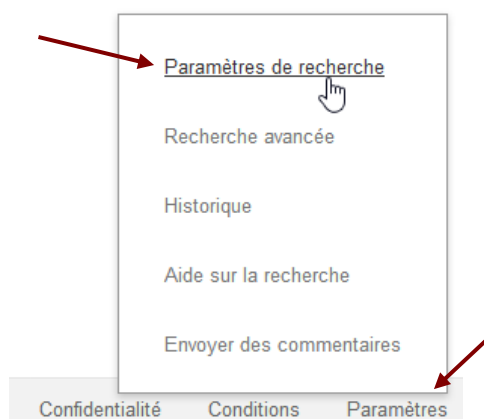 Paramètres de recherche
Recherche avancée
Historique
Aide sur la recherche
Envoyer des commentaires
Confidentialité Conditions Paramètres